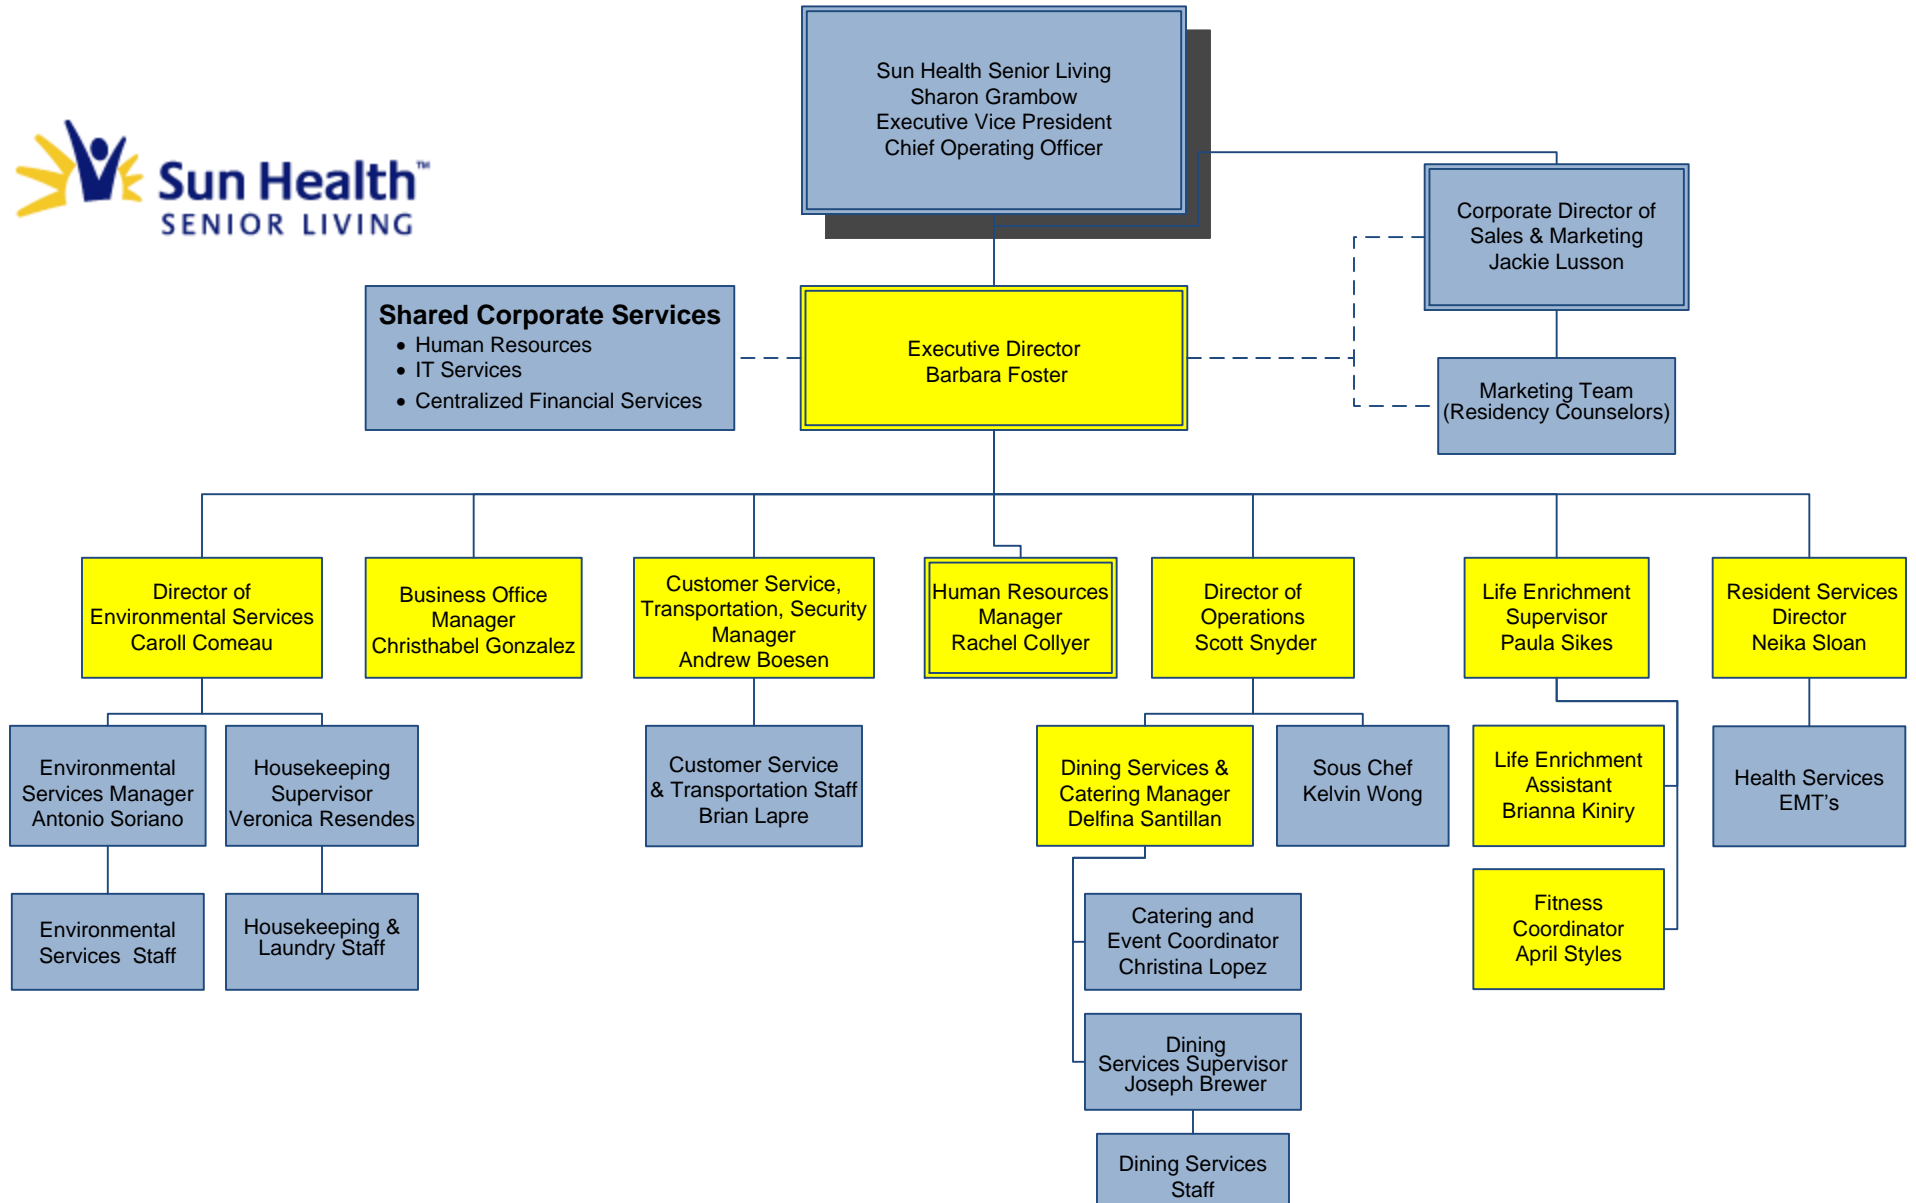 Sun Health Senior Living
Sharon Grambow
Executive Vice President
Chief Operating Officer
Sun Health™
SENIOR LIVING
Corporate Director of
Sales & Marketing
Jackie Lusson
Shared Corporate Services
• Human Resources
• IT Services
• Centralized Financial Services
Executive Director
Barbara Foster
Marketing Team
(Residency Counselors)
Director of
Environmental Services
Caroll Comeau
Business Office
Manager
Christhabel Gonzalez
Customer Service,
Transportation, Security
Manager
Andrew Boesen
Human Resources
Manager
Rachel Collyer
Director of
Operations
Scott Snyder
Life Enrichment
Supervisor
Paula Sikes
Resident Services
Director
Neika Sloan
Environmental
Services Manager
Antonio Soriano
Housekeeping
Supervisor
Veronica Resendes
Customer Service
& Transportation Staff
Brian Lapre
Dining Services &
Catering Manager
Delfina Santillan
Sous Chef
Kelvin Wong
Life Enrichment
Assistant
Brianna Kiniry
Health Services
EMT's
Environmental
Services  Staff
Housekeeping &
Laundry Staff
Catering and
Event Coordinator
Christina Lopez
Fitness
Coordinator
April Styles
Dining
Services Supervisor
Joseph Brewer
Dining Services
Staff